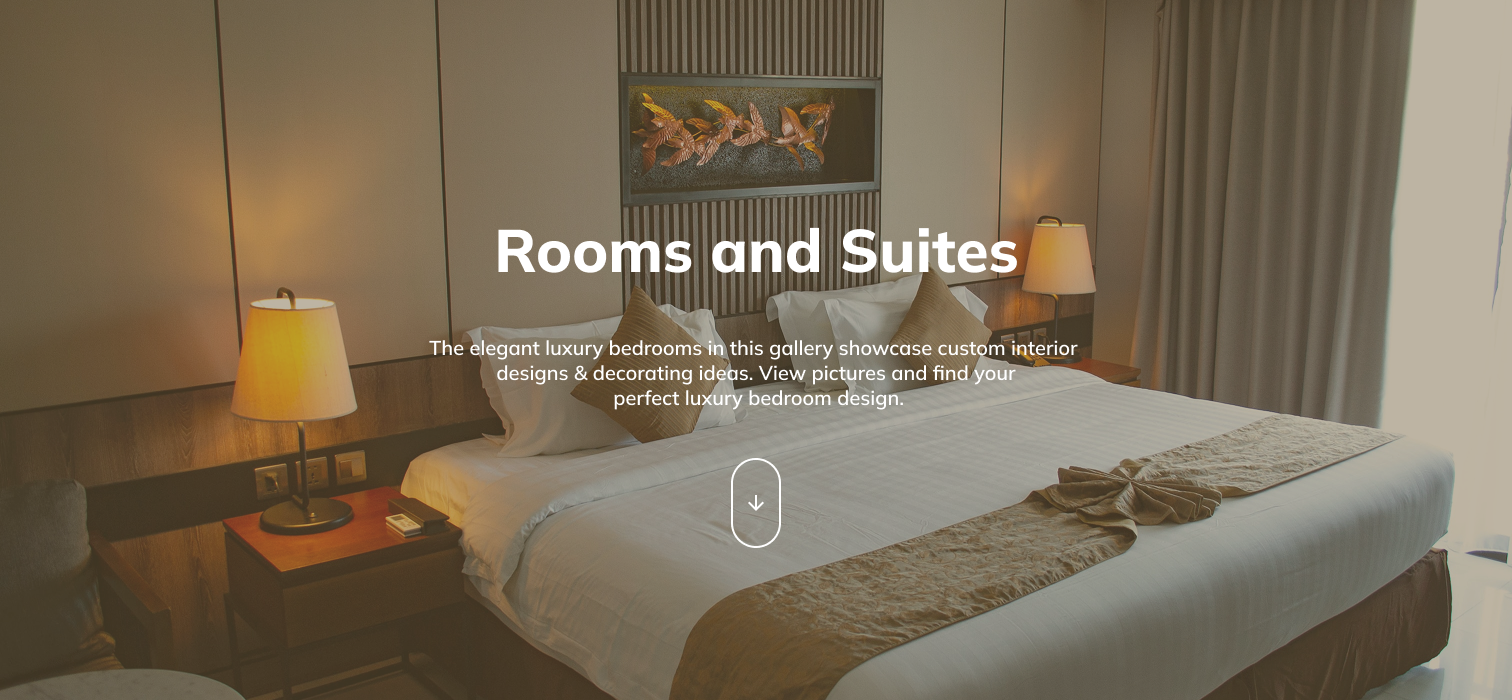 Rooms and Suites
The elegant luxury bedrooms in this gallery showcase custom interior
designs & decorating ideas. View pictures and find your
perfect luxury bedroom design.